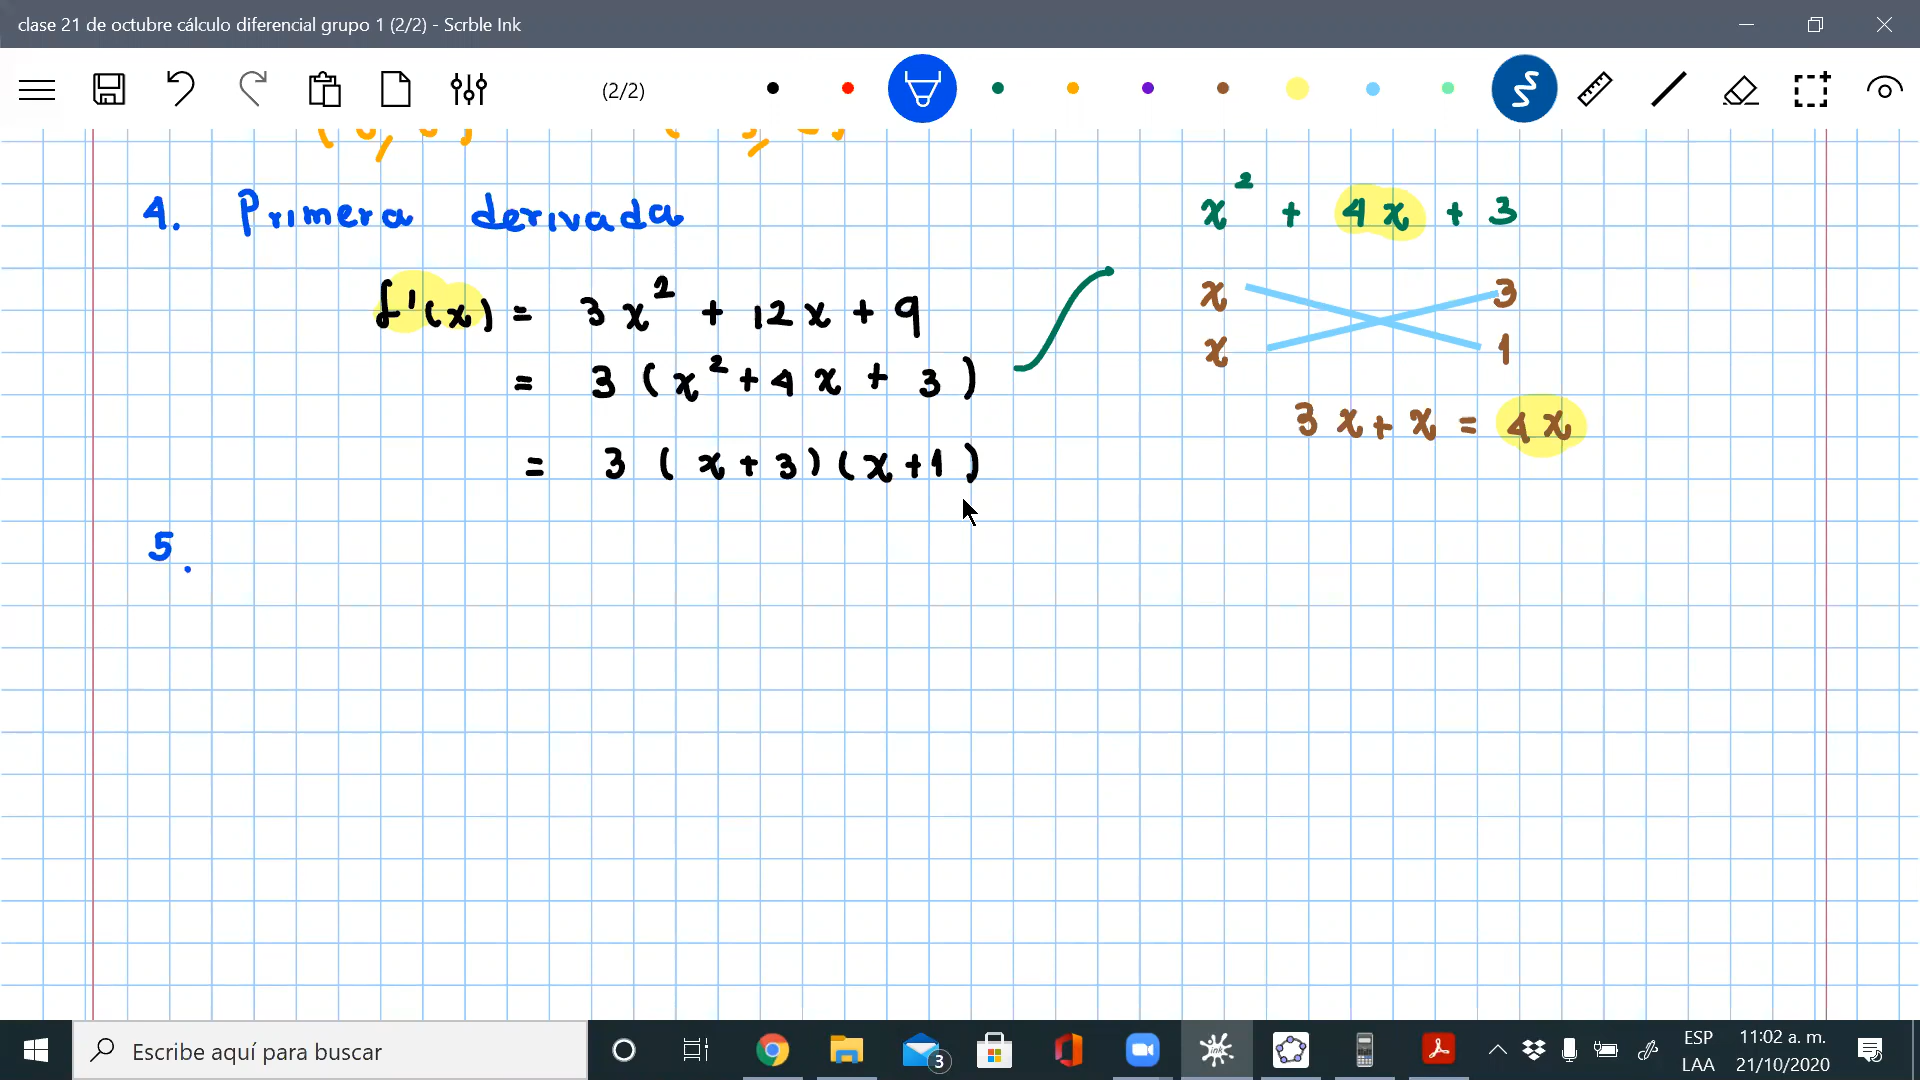 clase 21 de octubre cálculo diferencial grupo 1 (2/2) - Scrble Ink
(2/2)
4. Primera derivada
f'(x) = 3x² + 12x + 9
= 3(x² + 4x + 3)
= 3(x+3)(x+1)
x² + 4x + 3
x 3
x 1
3x + x = 4x
5.
Escribe aquí para buscar
3
ink
ESP
LAA
11:02 a. m.
21/10/2020